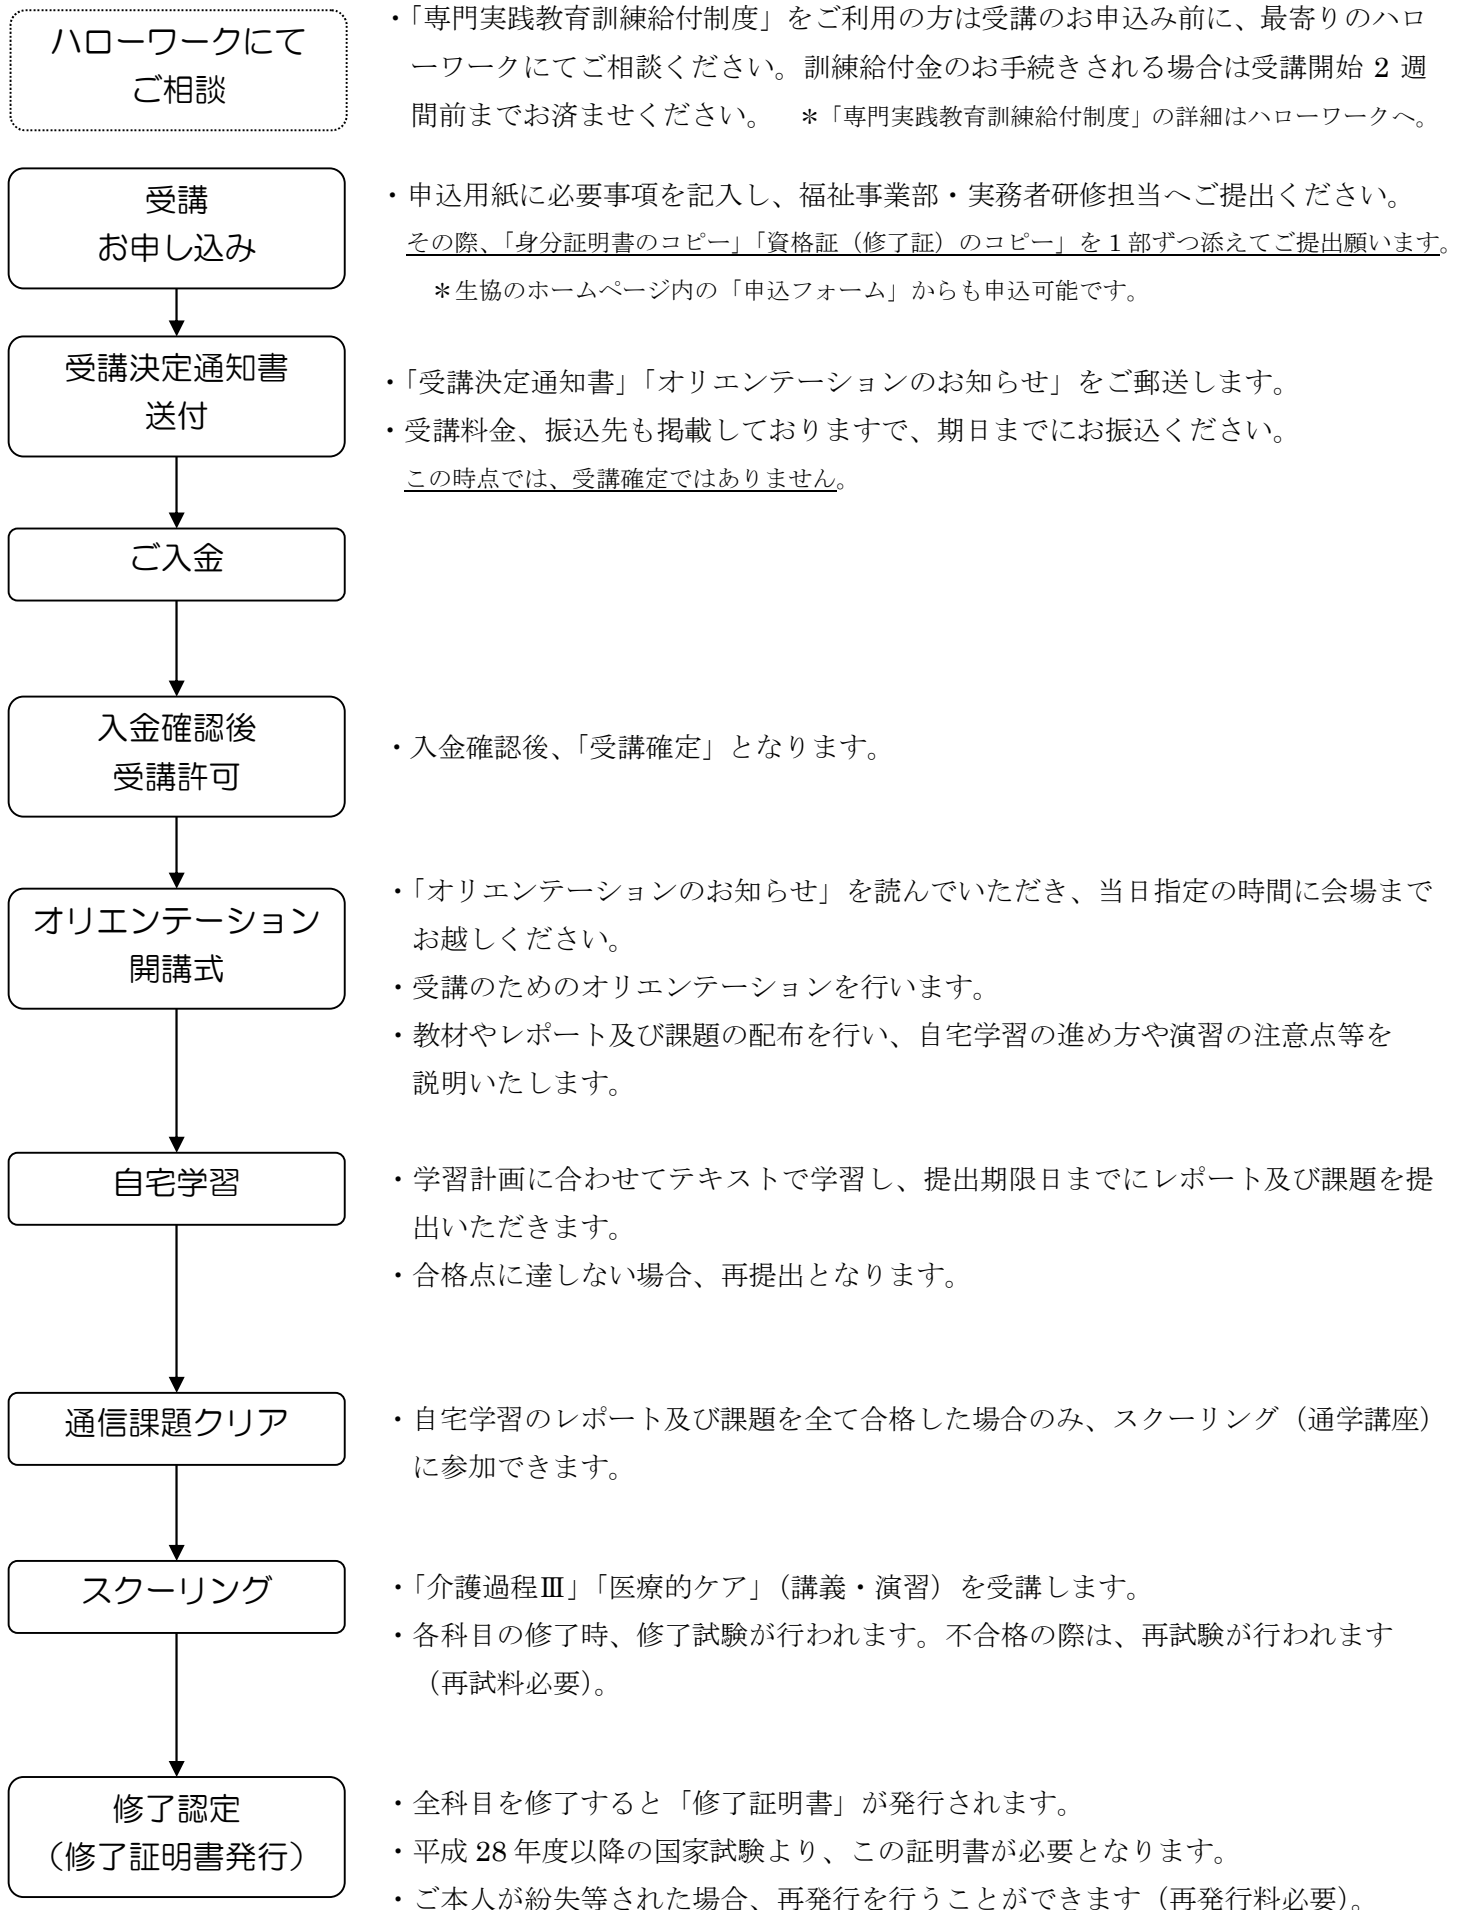 ハローワークにて
ご相談
・「専門実践教育訓練給付制度」をご利用の方は受講のお申込み前に、最寄りのハロ
ーワークにてご相談ください。訓練給付金のお手続きされる場合は受講開始 2 週
間前までお済ませください。　＊「専門実践教育訓練給付制度」の詳細はハローワークへ。
受講
お申し込み
・申込用紙に必要事項を記入し、福祉事業部・実務者研修担当へご提出ください。
その際、「身分証明書のコピー」「資格証（修了証）のコピー」を 1 部ずつ添えてご提出願います。
＊生協のホームページ内の「申込フォーム」からも申込可能です。
受講決定通知書
送付
・「受講決定通知書」「オリエンテーションのお知らせ」をご郵送します。
・受講料金、振込先も掲載しておりますで、期日までにお振込ください。
この時点では、受講確定ではありません。
ご入金
入金確認後
受講許可
・入金確認後、「受講確定」となります。
オリエンテーション
開講式
・「オリエンテーションのお知らせ」を読んでいただき、当日指定の時間に会場まで
お越しください。
・受講のためのオリエンテーションを行います。
・教材やレポート及び課題の配布を行い、自宅学習の進め方や演習の注意点等を
説明いたします。
自宅学習
・学習計画に合わせてテキストで学習し、提出期限日までにレポート及び課題を提
出いただきます。
・合格点に達しない場合、再提出となります。
通信課題クリア
・自宅学習のレポート及び課題を全て合格した場合のみ、スクーリング（通学講座）
に参加できます。
スクーリング
・「介護過程Ⅲ」「医療的ケア」（講義・演習）を受講します。
・各科目の修了時、修了試験が行われます。不合格の際は、再試験が行われます
（再試料必要）。
修了認定
（修了証明書発行）
・全科目を修了すると「修了証明書」が発行されます。
・平成 28 年度以降の国家試験より、この証明書が必要となります。
・ご本人が紛失等された場合、再発行を行うことができます（再発行料必要）。